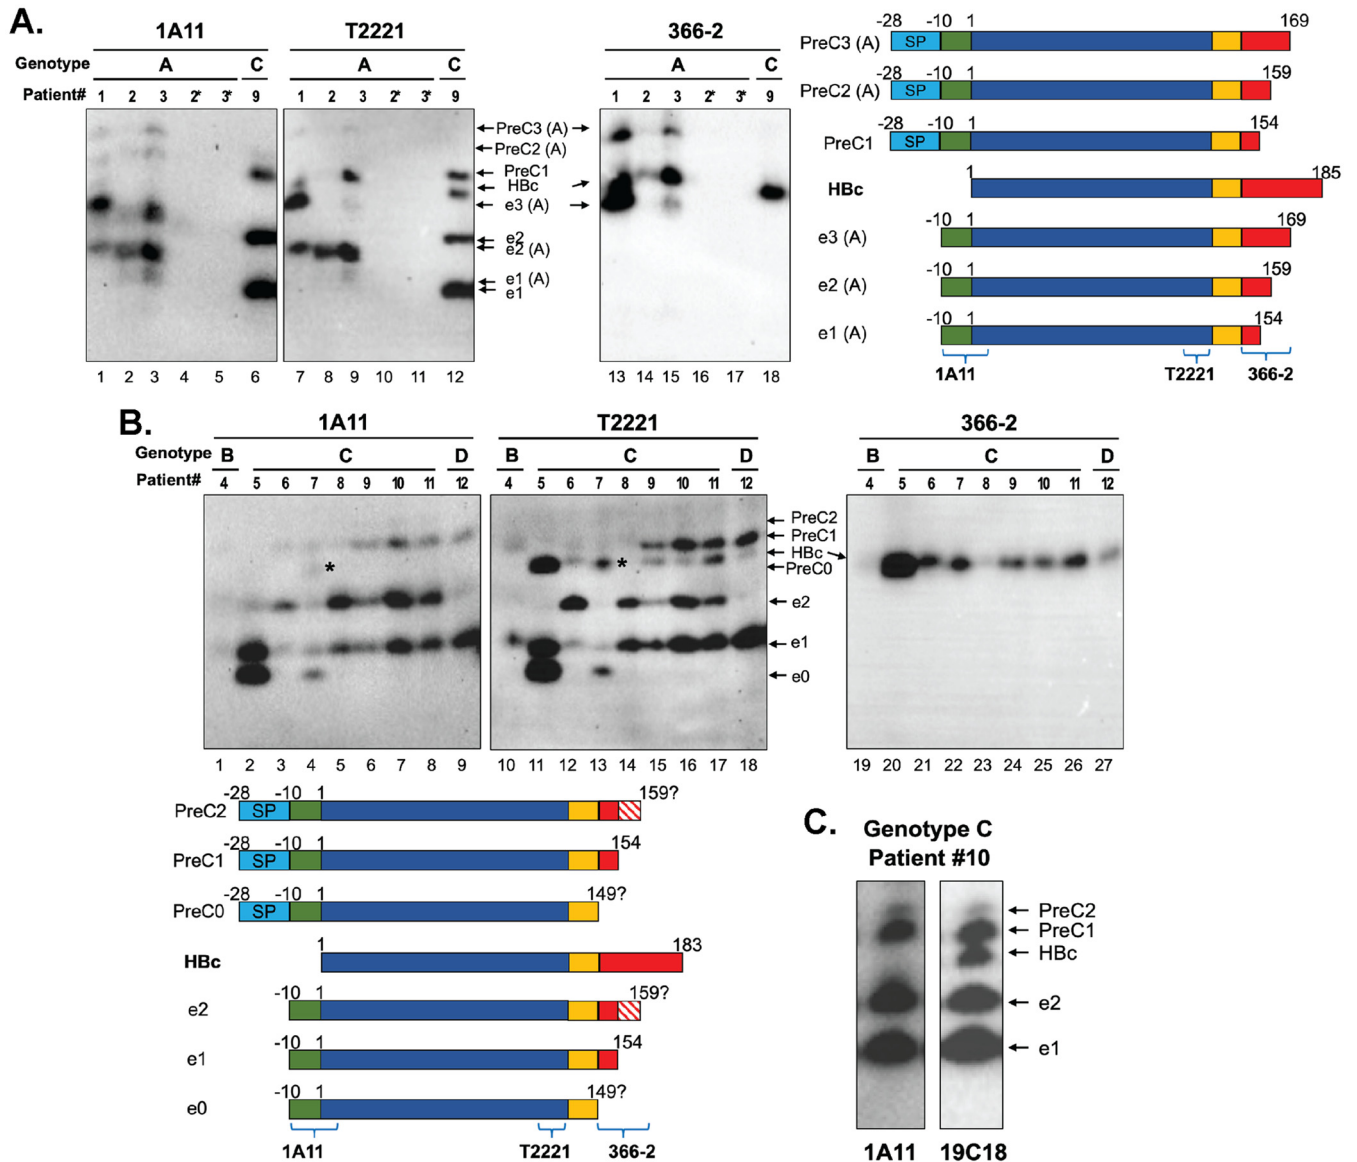 A.
1A11 T2221 366-2
Genotype A C A C A C
Patient# 1 2 3 2* 3* 9 1 2 3 2* 3* 9 1 2 3 2* 3* 9
PreC3 (A)
PreC2 (A)
PreC1
HBc
e3 (A)
e2
e2 (A)
e1 (A)
e1
1 2 3 4 5 6 7 8 9 10 11 12 13 14 15 16 17 18
-28 -10 1 169
PreC3 (A) SP
-28 -10 1 159
PreC2 (A) SP
-28 -10 1 154
PreC1 SP
1 185
HBc
-10 1 169
e3 (A)
-10 1 159
e2 (A)
-10 1 154
e1 (A)
1A11 T2221 366-2
B.
1A11 T2221 366-2
Genotype B C D B C D B C D
Patient# 4 5 6 7 8 9 10 11 12 4 5 6 7 8 9 10 11 12 4 5 6 7 8 9 10 11 12
* *
PreC2
PreC1
HBc
PreC0
e2
e1
e0
1 2 3 4 5 6 7 8 9 10 11 12 13 14 15 16 17 18 19 20 21 22 23 24 25 26 27
-28 -10 1 159?
PreC2 SP
-28 -10 1 154
PreC1 SP
-28 -10 1 149?
PreC0 SP
1 183
HBc
-10 1 159?
e2
-10 1 154
e1
-10 1 149?
e0
1A11 T2221 366-2
C.
Genotype C
Patient #10
PreC2
PreC1
HBc
e2
e1
1A11 19C18